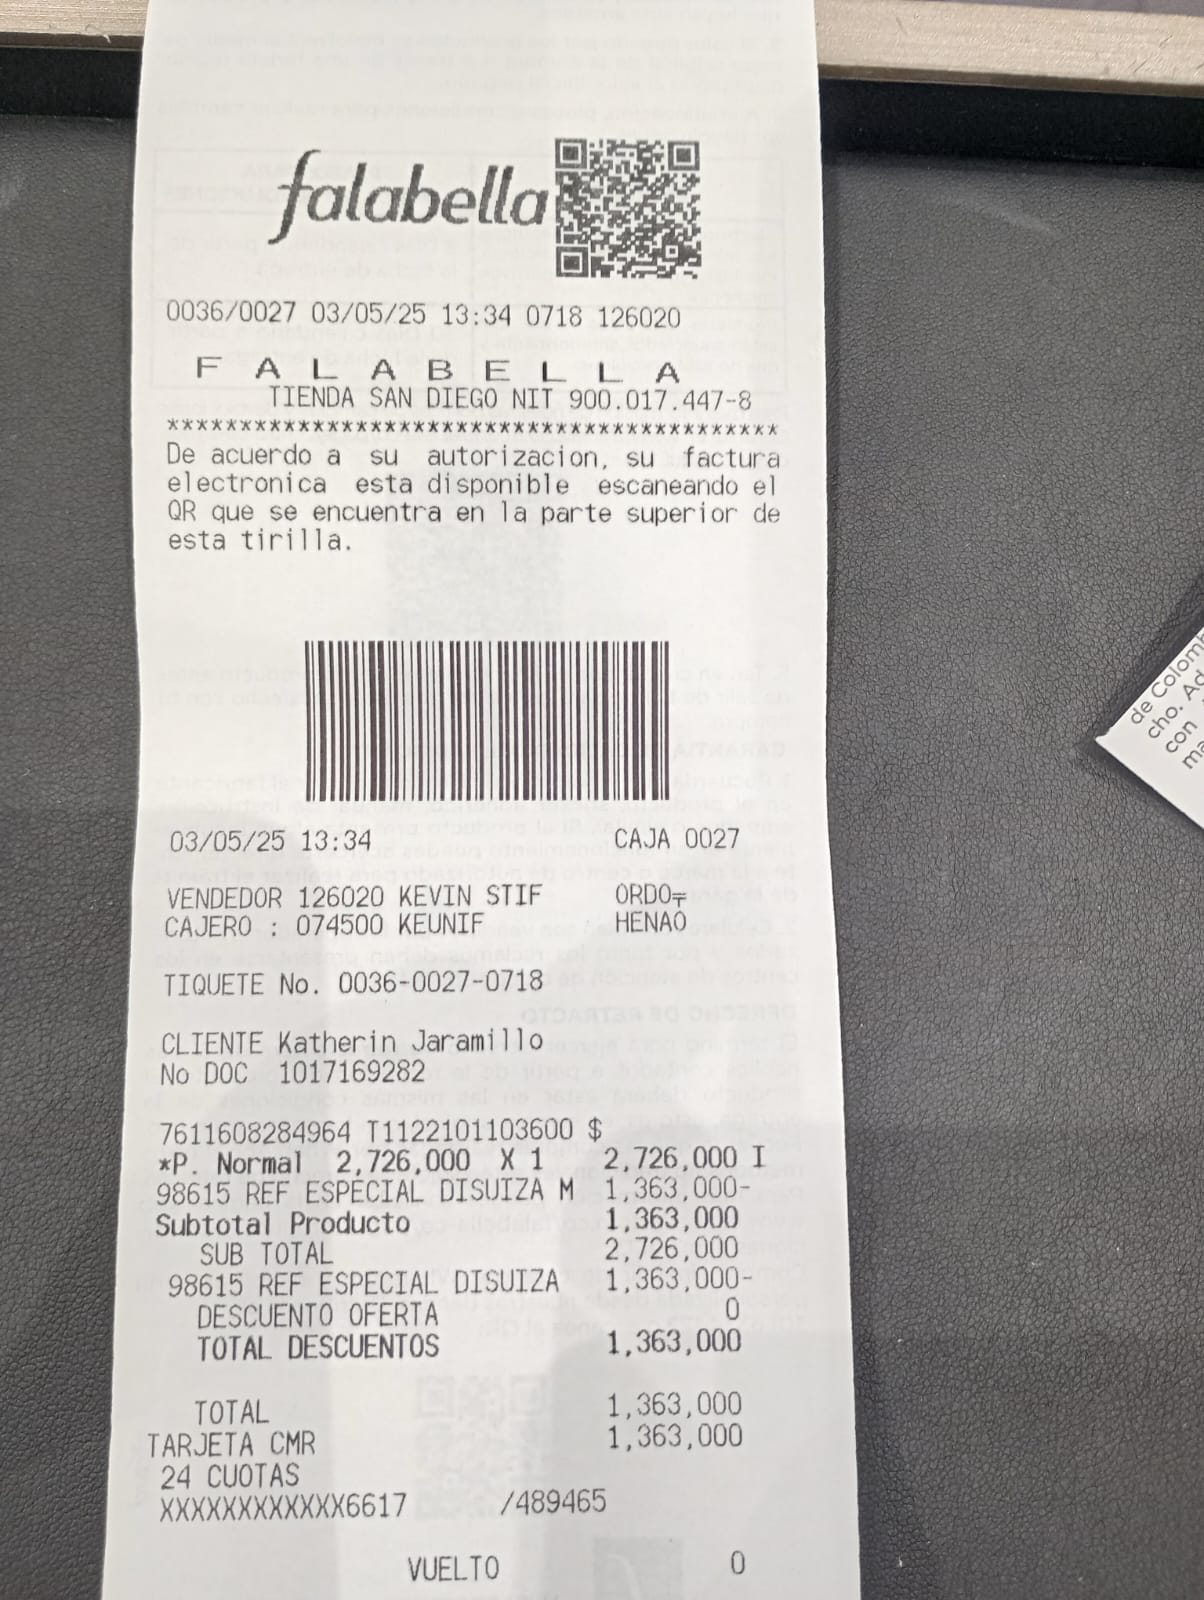 falabella
0036/0027 03/05/25 13:34 0718 126020
F A L A B E L L A
TIENDA SAN DIEGO NIT 900.017.447-8
******************************************
De acuerdo a su autorizacion, su factura
electronica esta disponible escaneando el
QR que se encuentra en la parte superior de
esta tirilla.
03/05/25 13:34 CAJA 0027
VENDEDOR 126020 KEVIN STIF ORDO╤
CAJERO : 074500 KEUNIF HENAO
TIQUETE No. 0036-0027-0718
CLIENTE Katherin Jaramillo
No DOC 1017169282
7611608284964 T1122101103600 $
*P. Normal 2,726,000 X 1 2,726,000 I
98615 REF ESPECIAL DISUIZA M 1,363,000-
Subtotal Producto 1,363,000
SUB TOTAL 2,726,000
98615 REF ESPECIAL DISUIZA 1,363,000-
DESCUENTO OFERTA 0
TOTAL DESCUENTOS 1,363,000
TOTAL 1,363,000
TARJETA CMR 1,363,000
24 CUOTAS
XXXXXXXXXXXX6617 /489465
VUELTO 0
de Colom
cho. Ad
con